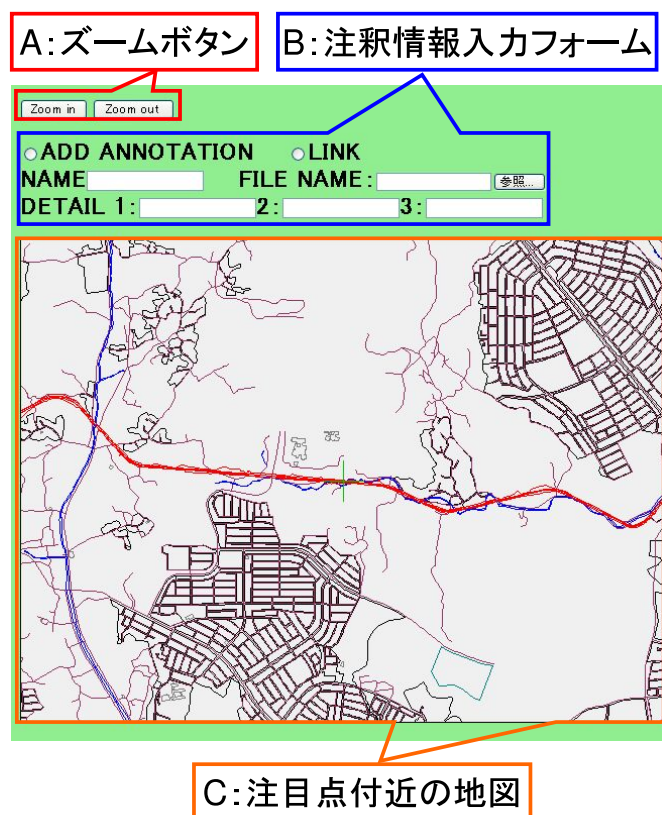 A:ズームボタン
B:注釈情報入力フォーム
Zoom in Zoom out
ADD ANNOTATION LINK
NAME FILE NAME: 参照...
DETAIL 1: 2: 3:
C:注目点付近の地図